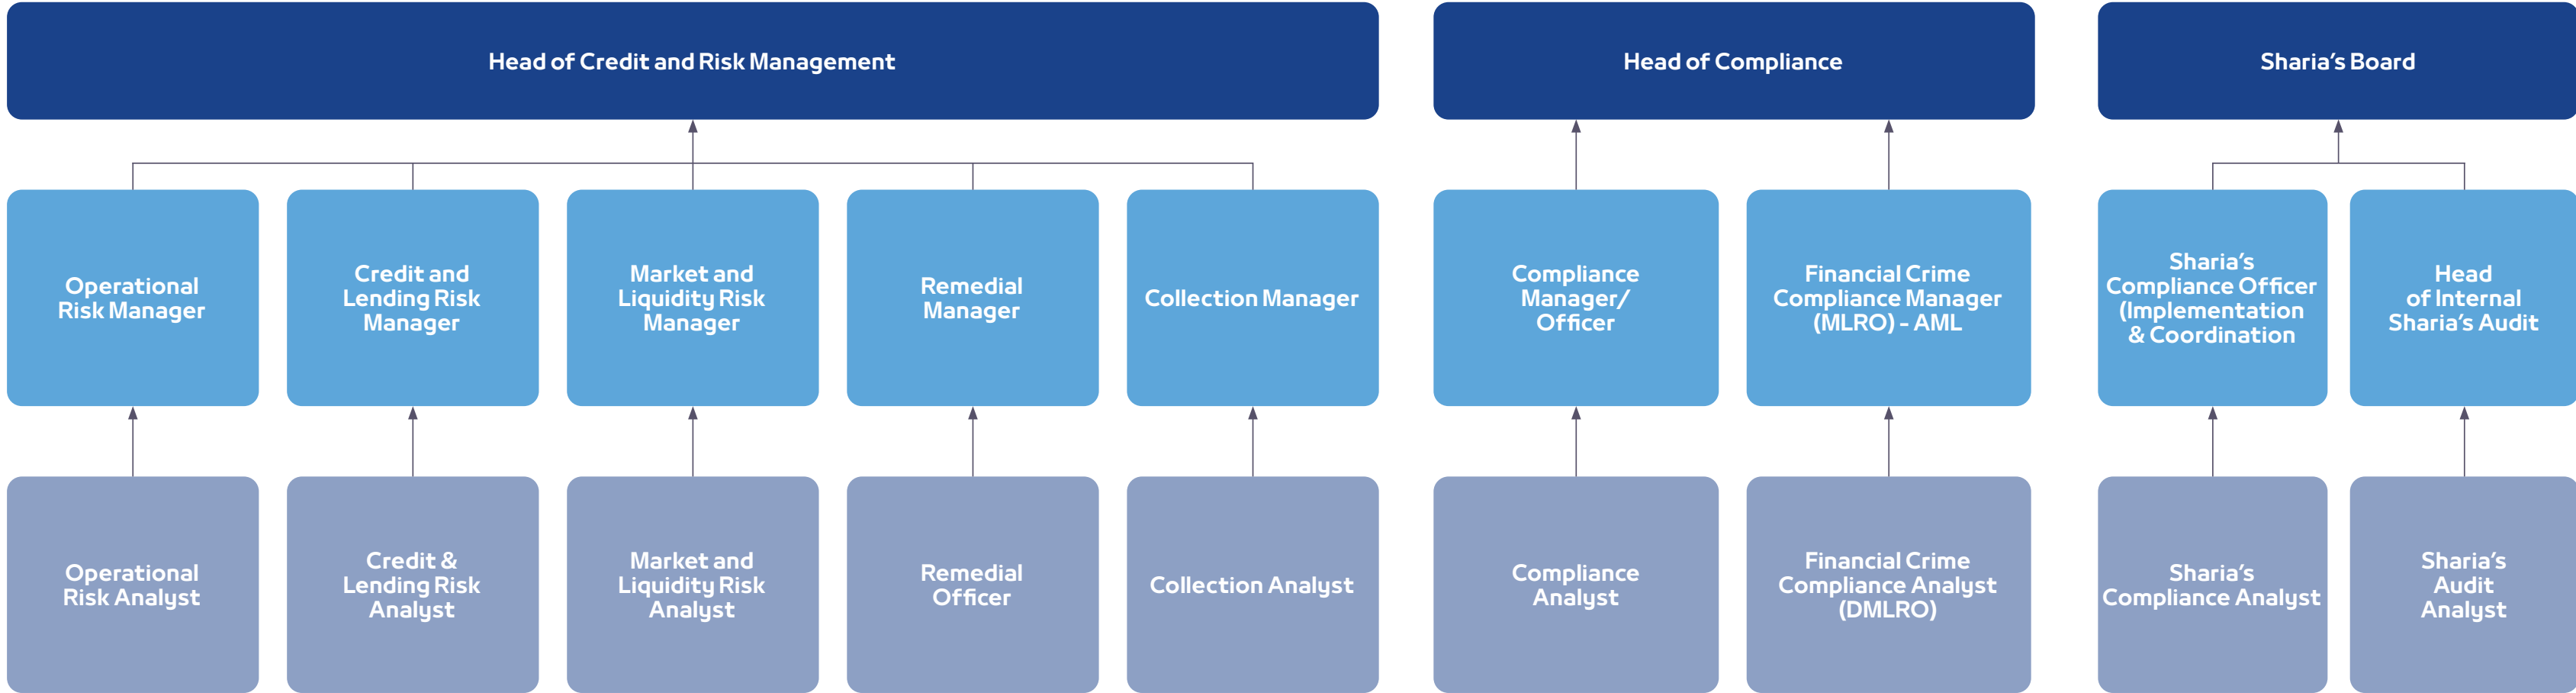 Head of Credit and Risk Management
Head of Compliance
Sharia's Board
Operational
Risk Manager
Credit and
Lending Risk
Manager
Market and
Liquidity Risk
Manager
Remedial
Manager
Collection Manager
Compliance
Manager/
Officer
Financial Crime
Compliance Manager
(MLRO) - AML
Sharia's
Compliance Officer
(Implementation
& Coordination
Head
of Internal
Sharia's Audit
Operational
Risk Analyst
Credit &
Lending Risk
Analyst
Market and
Liquidity Risk
Analyst
Remedial
Officer
Collection Analyst
Compliance
Analyst
Financial Crime
Compliance Analyst
(DMLRO)
Sharia's
Compliance Analyst
Sharia's
Audit
Analyst